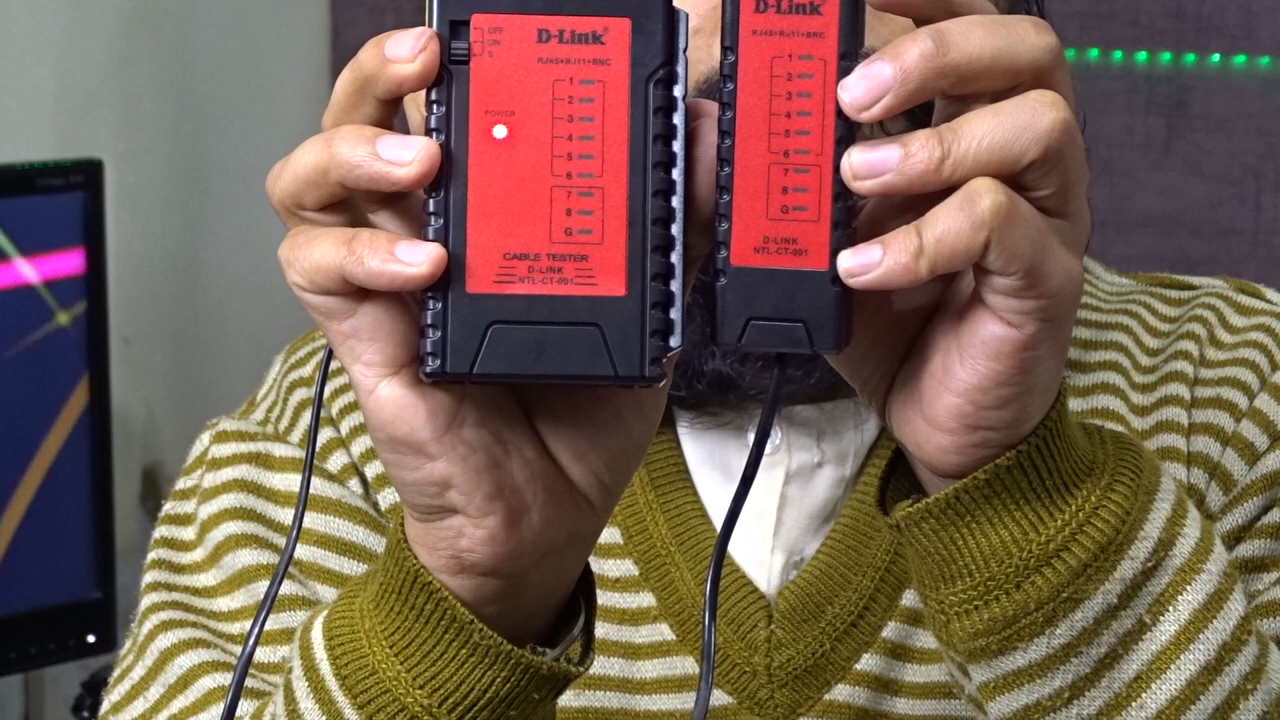 OFF
ON
S
D-Link
RJ45+RJ11+BNC
POWER
1
2
3
4
5
6
7
8
G
CABLE TESTER
D-LINK
NTL-CT-001
D-Link
RJ45+RJ11+BNC
1
2
3
4
5
6
7
8
G
D-LINK
NTL-CT-001